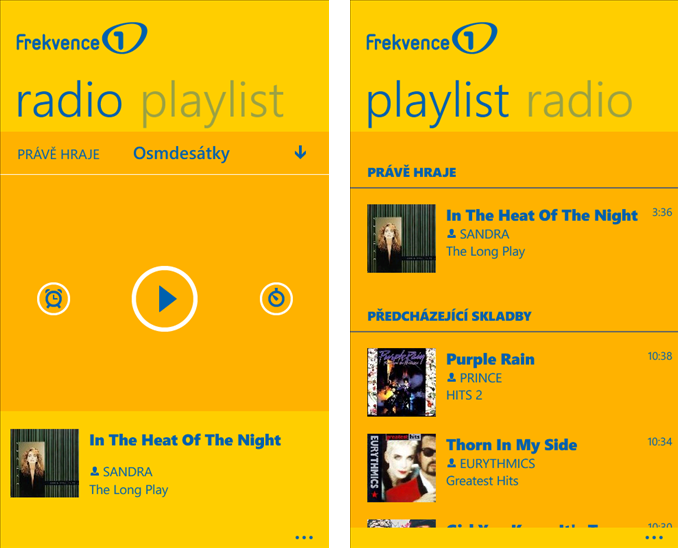 Frekvence 1
radio playlist
PRÁVĚ HRAJE Osmdesátky
In The Heat Of The Night
SANDRA
The Long Play
Frekvence 1
playlist radio
PRÁVĚ HRAJE
In The Heat Of The Night 3:36
SANDRA
The Long Play
PŘEDCHÁZEJÍCÍ SKLADBY
Purple Rain 10:38
PRINCE
HITS 2
Purple Rain
Thorn In My Side 10:34
EURYTHMICS
Greatest Hits
EURYTHMICS
greatest hits
10:30